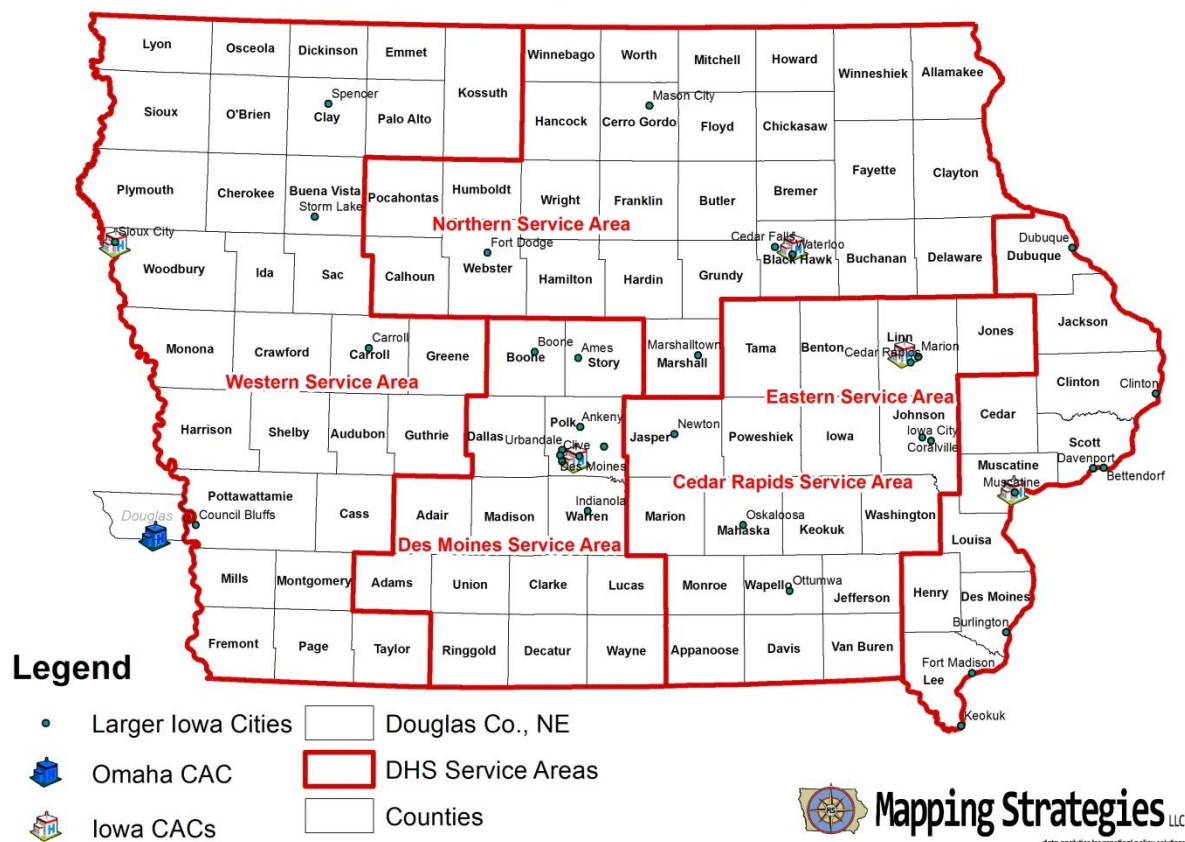 Lyon
Osceola
Dickinson
Emmet
Winnebago
Worth
Mitchell
Howard
Winneshiek
Allamakee
Kossuth
Spencer
Mason City
Sioux
O'Brien
Clay
Palo Alto
Hancock
Cerro Gordo
Floyd
Chickasaw
Fayette
Clayton
Plymouth
Cherokee
Buena Vista
Storm Lake
Pocahontas
Humboldt
Wright
Franklin
Butler
Bremer
Northern Service Area
Sioux City
Fort Dodge
Cedar Falls
Waterloo
Dubuque
Dubuque
Woodbury
Ida
Sac
Calhoun
Webster
Hamilton
Hardin
Grundy
Black Hawk
Buchanan
Delaware
Jackson
Monona
Crawford
Carroll
Carroll
Greene
Boone
Boone
Ames
Story
Marshalltown
Marshall
Tama
Benton
Linn
Cedar Rapids
Marion
Jones
Western Service Area
Eastern Service Area
Clinton
Clinton
Harrison
Shelby
Audubon
Guthrie
Dallas
Polk
Ankeny
Urbandale
Clive
Des Moines
Jasper
Newton
Poweshiek
Iowa
Johnson
Iowa City
Coralville
Cedar
Scott
Davenport
Bettendorf
Muscatine
Muscatine
Cedar Rapids Service Area
Pottawattamie
Council Bluffs
Douglas
Cass
Adair
Madison
Indianola
Warren
Marion
Oskaloosa
Mahaska
Keokuk
Washington
Louisa
Des Moines Service Area
Mills
Montgomery
Adams
Union
Clarke
Lucas
Monroe
Wapello
Ottumwa
Jefferson
Henry
Des Moines
Burlington
Fremont
Page
Taylor
Ringgold
Decatur
Wayne
Appanoose
Davis
Van Buren
Fort Madison
Lee
Keokuk
Legend
Larger Iowa Cities
Douglas Co., NE
Omaha CAC
DHS Service Areas
Iowa CACs
Counties
MS
Mapping Strategies LLC